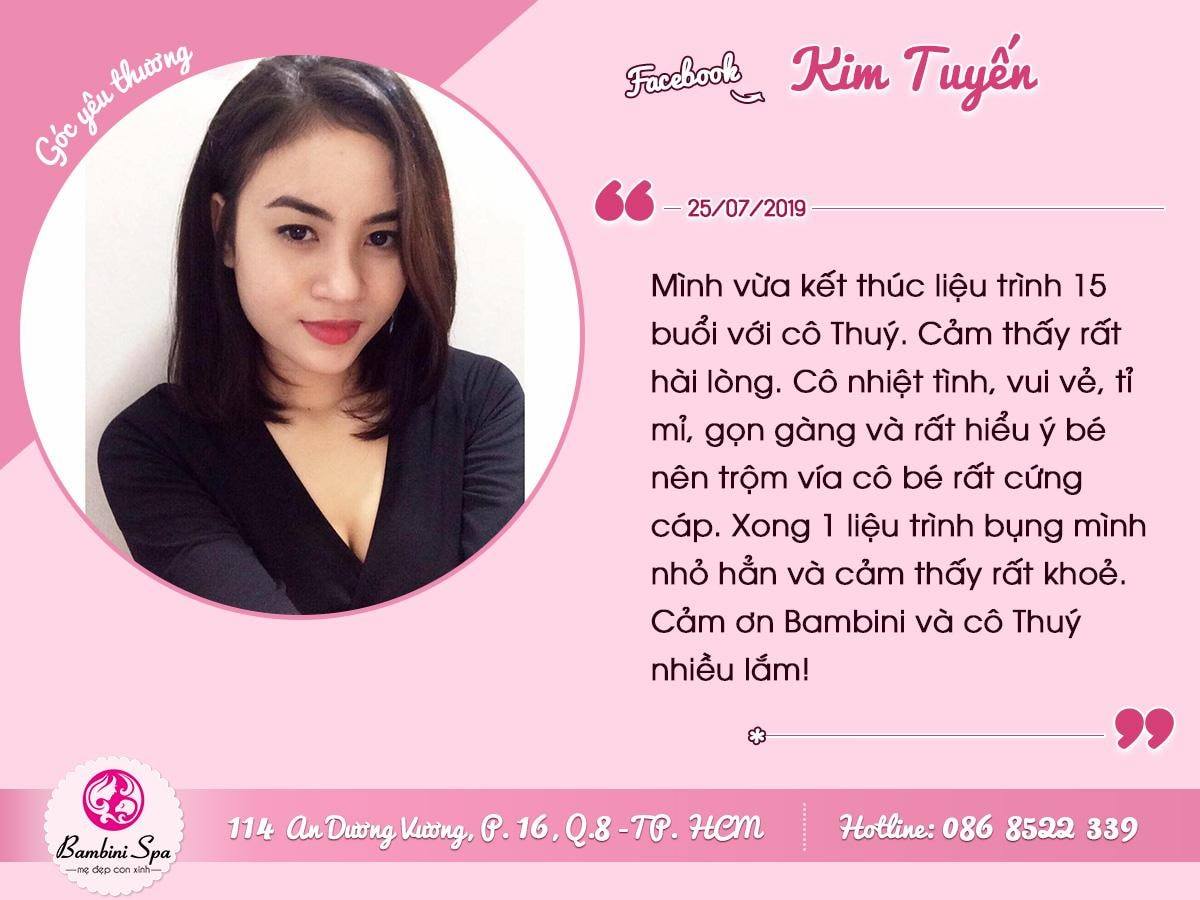 Góc yêu thương
Facebook
Kim Tuyến
25/07/2019
Mình vừa kết thúc liệu trình 15
buổi với cô Thuý. Cảm thấy rất
hài lòng. Cô nhiệt tình, vui vẻ, tỉ
mỉ, gọn gàng và rất hiểu ý bé
nên trộm vía cô bé rất cứng
cáp. Xong 1 liệu trình bụng mình
nhỏ hẳn và cảm thấy rất khoẻ.
Cảm ơn Bambini và cô Thuý
nhiều lắm!
Bambini Spa
mẹ đẹp con xinh
114 An Dương Vương, P. 16, Q.8 -TP. HCM
Hotline: 086 8522 339